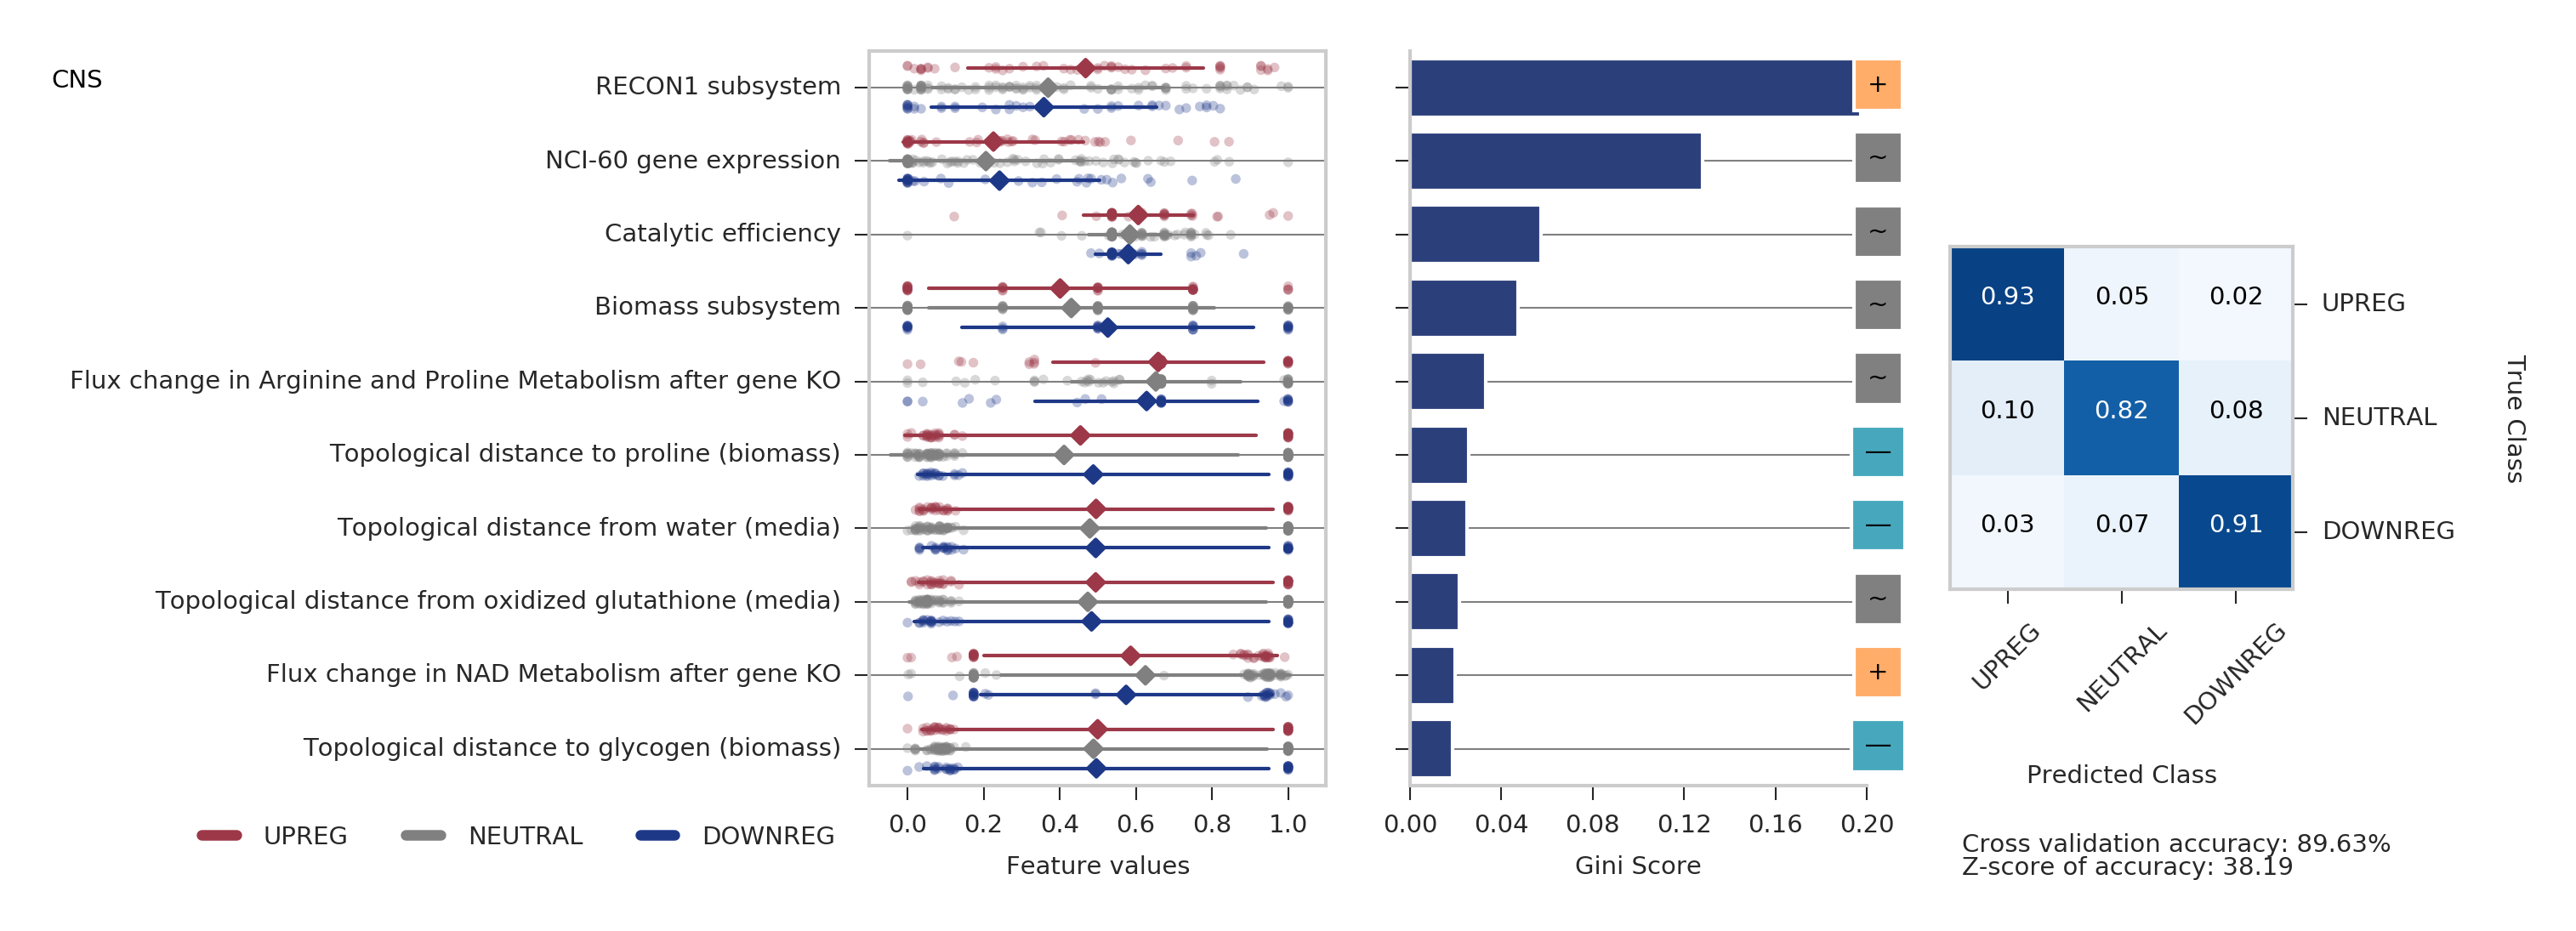 CNS
RECON1 subsystem
NCI-60 gene expression
Catalytic efficiency
Biomass subsystem
Flux change in Arginine and Proline Metabolism after gene KO
Topological distance to proline (biomass)
Topological distance from water (media)
Topological distance from oxidized glutathione (media)
Flux change in NAD Metabolism after gene KO
Topological distance to glycogen (biomass)
UPREG NEUTRAL DOWNREG
0.0 0.2 0.4 0.6 0.8 1.0
Feature values
+
~
~
~
~
—
—
~
+
—
0.00 0.04 0.08 0.12 0.16 0.20
Gini Score
0.93 0.05 0.02 UPREG
0.10 0.82 0.08 NEUTRAL
0.03 0.07 0.91 DOWNREG
True Class
UPREG NEUTRAL DOWNREG
Predicted Class
Cross validation accuracy: 89.63%
Z-score of accuracy: 38.19